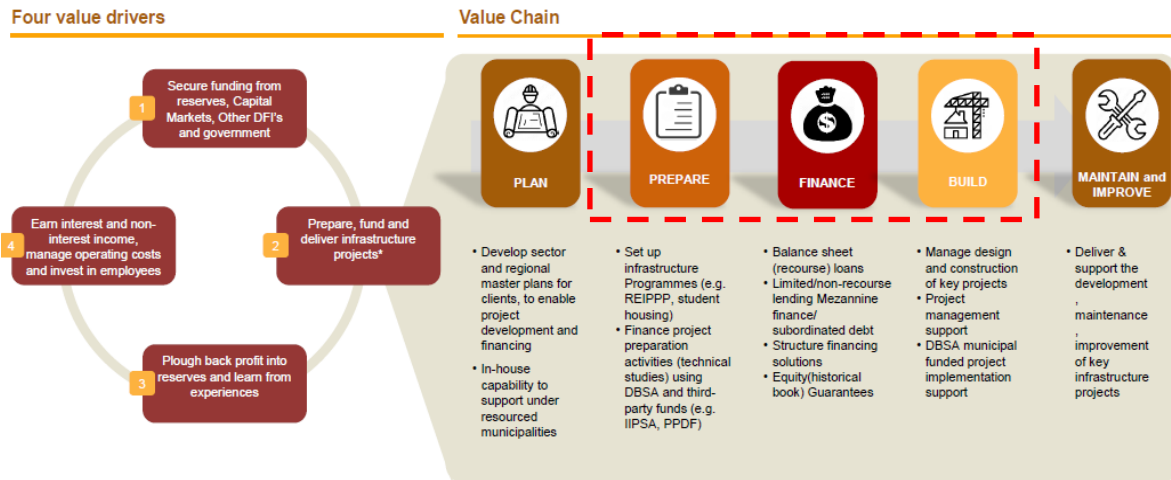 Four value drivers
1
Secure funding from
reserves, Capital
Markets, Other DFI's
and government
2
Prepare, fund and
deliver infrastructure
projects*
3
Plough back profit into
reserves and learn from
experiences
4
Earn interest and non-
interest income,
manage operating costs
and invest in employees
Value Chain
PLAN
• Develop sector
and regional
master plans for
clients, to enable
project
development and
financing
• In-house
capability to
support under
resourced
municipalities
PREPARE
• Set up
infrastructure
Programmes (e.g.
REIPPP, student
housing)
• Finance project
preparation
activities (technical
studies) using
DBSA and third-
party funds (e.g.
IIPSA, PPDF)
$
FINANCE
• Balance sheet
(recourse) loans
• Limited/non-recourse
lending Mezannine
finance/
subordinated debt
• Structure financing
solutions
• Equity(historical
book) Guarantees
BUILD
• Manage design
and construction
of key projects
• Project
management
support
• DBSA municipal
funded project
implementation
support
MAINTAIN and
IMPROVE
• Deliver &
support the
development
,
maintenance
,
improvement
of key
infrastructure
projects